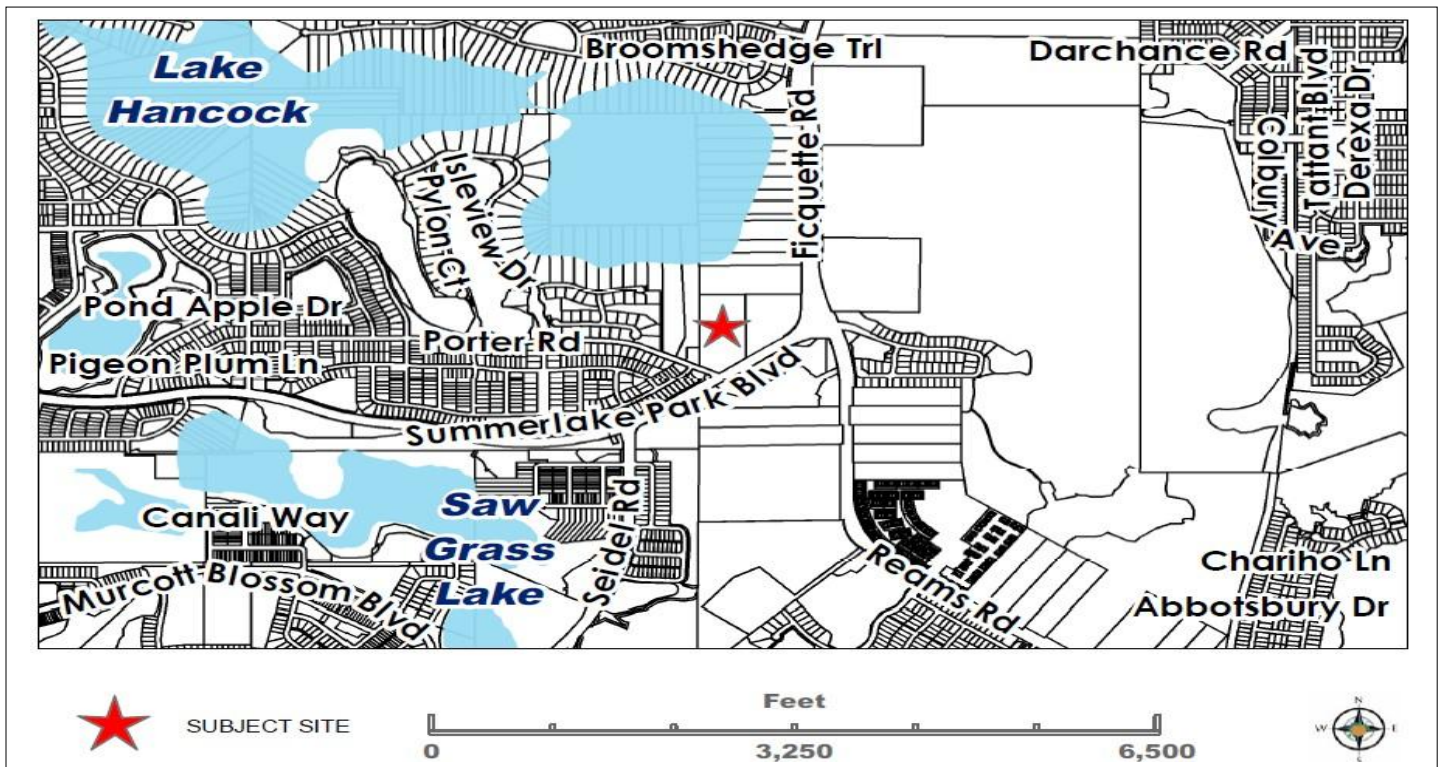 Broomshedge Trl
Darchance Rd
Lake
Hancock
Tattant Blvd
Derexa Dr
Ficquette Rd
Colbury
Ave
Isleview Dr
Pylon Ct
Pond Apple Dr
Porter Rd
Pigeon Plum Ln
Summerlake Park Blvd
Saw
Grass
Lake
Canali Way
Seidel Rd
Murcott Blossom Blvd
Reams Rd
Chariho Ln
Abbotsbury Dr
SUBJECT SITE
Feet
0 3,250 6,500
N
W E
S